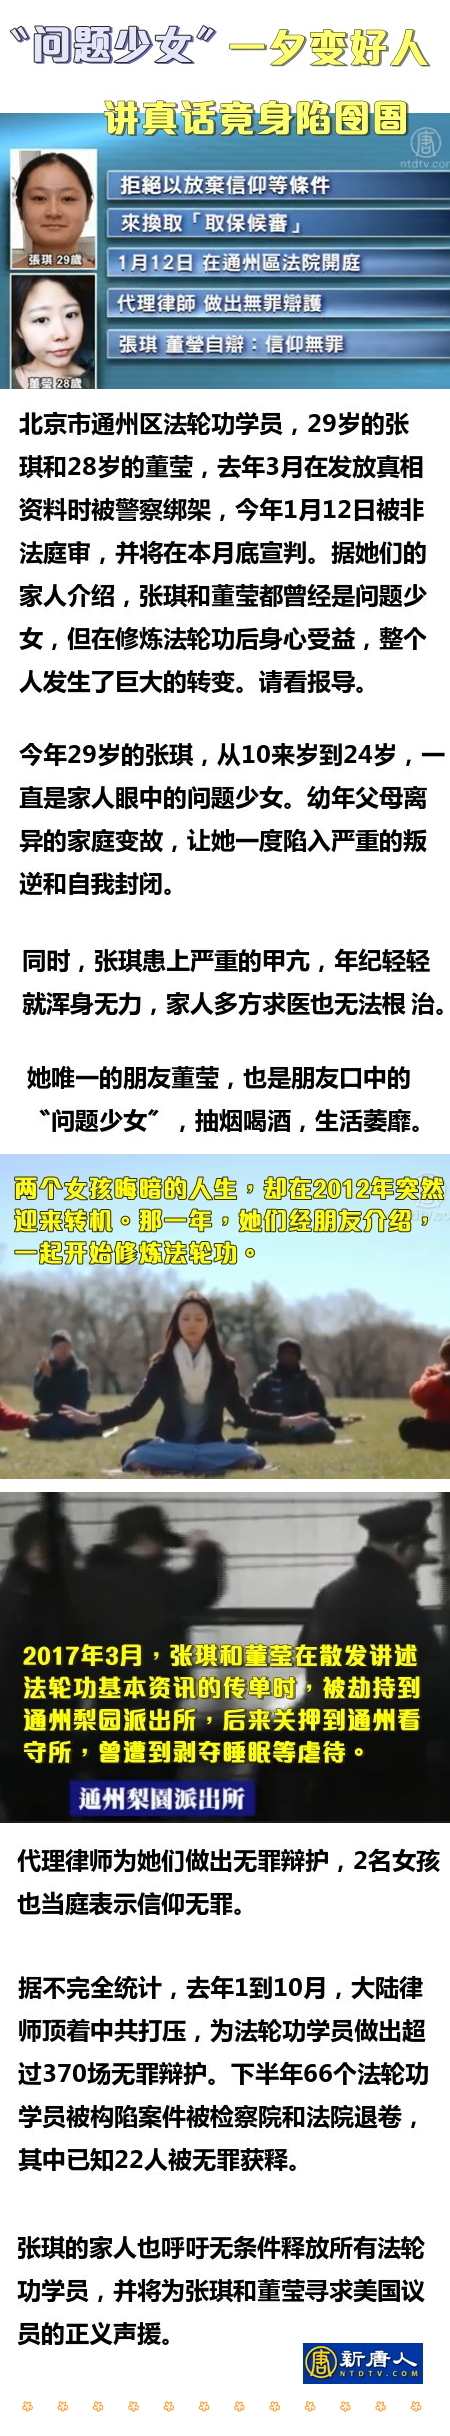 “问题少女” 一夕变好人
讲真话竟身陷囹圄
唐
ntdtv.com
張琪 29歲
董瑩 28歲
拒絕以放棄信仰等條件
來換取「取保候審」
1月12日 在通州區法院開庭
代理律師 做出無罪辯護
張琪 董瑩自辯：信仰無罪
北京市通州区法轮功学员，29岁的张
琪和28岁的董莹，去年3月在发放真相
资料时被警察绑架，今年1月12日被非
法庭审，并将在本月底宣判。据她们的
家人介绍，张琪和董莹都曾经是问题少
女，但在修炼法轮功后身心受益，整个
人发生了巨大的转变。请看报导。
今年29岁的张琪，从10来岁到24岁，一
直是家人眼中的问题少女。幼年父母离
异的家庭变故，让她一度陷入严重的叛
逆和自我封闭。
同时，张琪患上严重的甲亢，年纪轻轻
就浑身无力，家人多方求医也无法根 治。
她唯一的朋友董莹，也是朋友口中的
“问题少女”，抽烟喝酒，生活萎靡。
两个女孩晦暗的人生，却在2012年突然
迎来转机。那一年，她们经朋友介绍，
一起开始修炼法轮功。
2017年3月，张琪和董莹在散发讲述
法轮功基本资讯的传单时，被劫持到
通州梨园派出所，后来关押到通州看
守所，曾遭到剥夺睡眠等虐待。
通州梨園派出所
代理律师为她们做出无罪辩护，2名女孩
也当庭表示信仰无罪。
据不完全统计，去年1到10月，大陆律
师顶着中共打压，为法轮功学员做出超
过370场无罪辩护。下半年66个法轮功
学员被构陷案件被检察院和法院退卷，
其中已知22人被无罪获释。
张琪的家人也呼吁无条件释放所有法轮
功学员，并将为张琪和董莹寻求美国议
员的正义声援。
唐 新唐人
NTDTV.COM